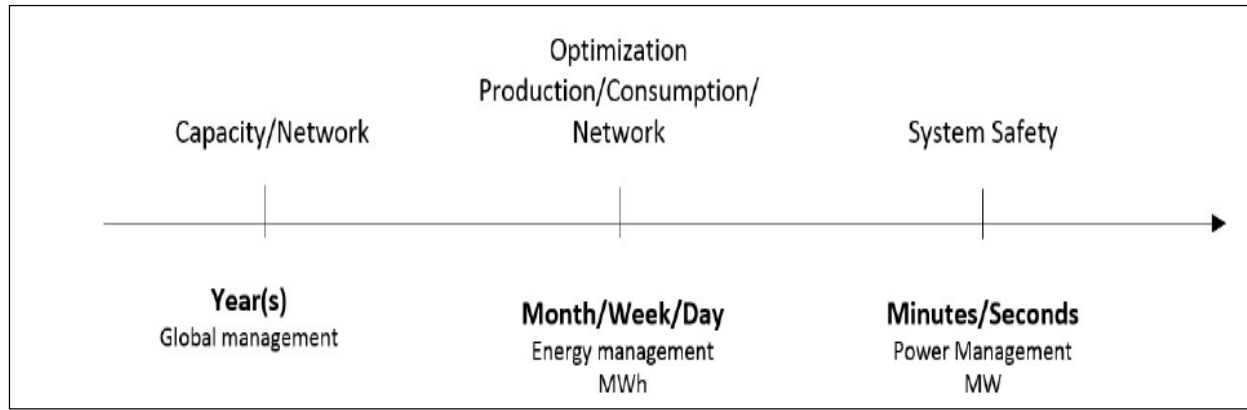 Capacity/Network
Optimization
Production/Consumption/
Network
System Safety
Year(s)
Global management
Month/Week/Day
Energy management
MWh
Minutes/Seconds
Power Management
MW